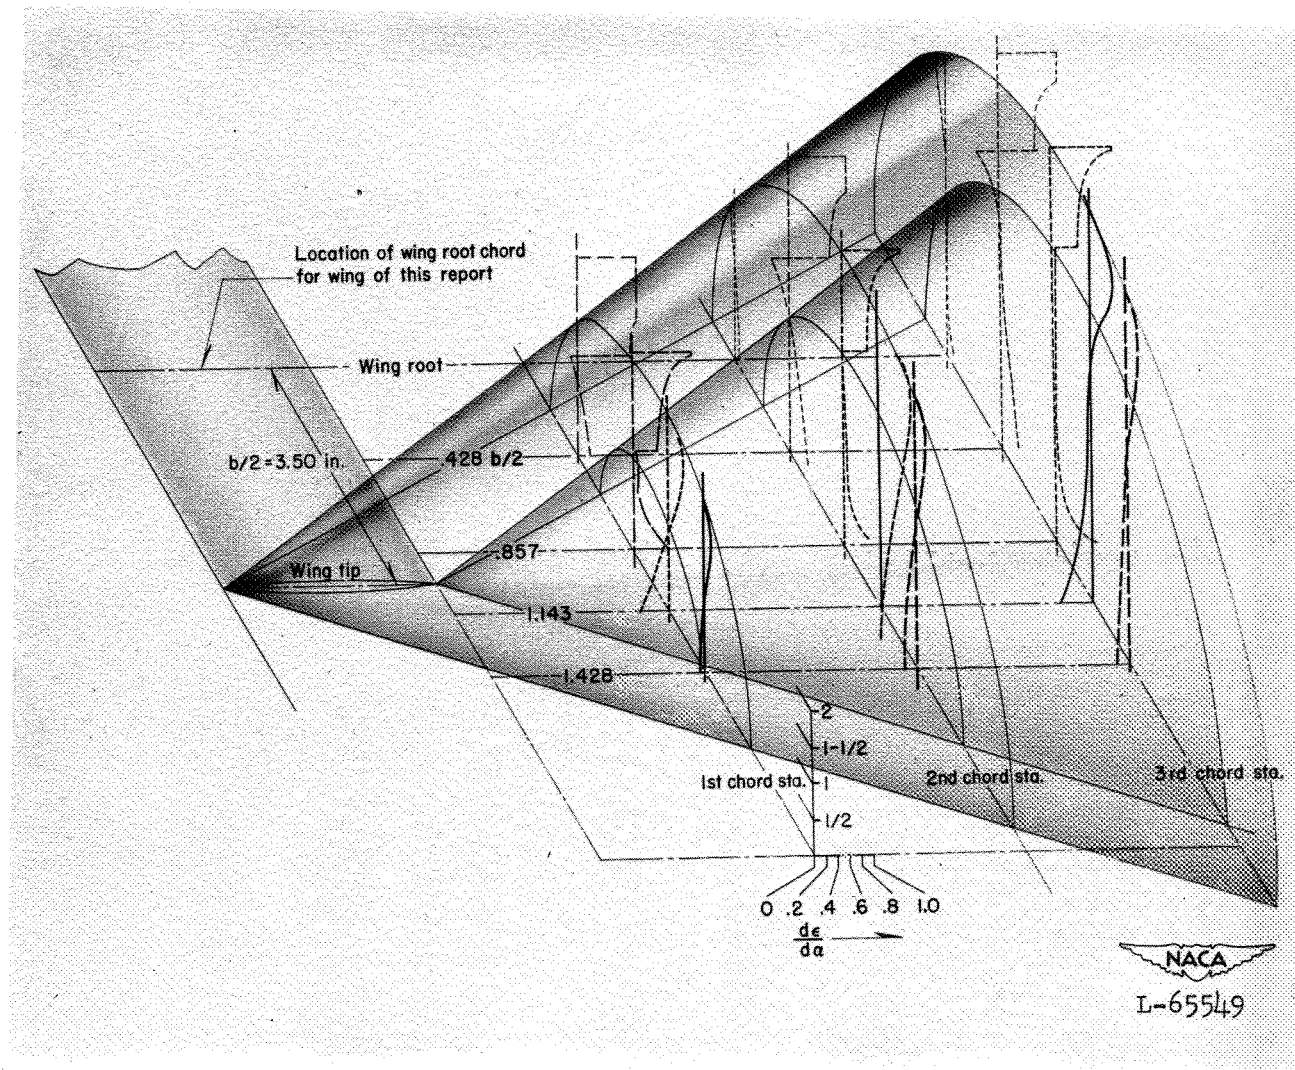 Location of wing root chord
for wing of this report
Wing root
b/2 = 3.50 in.
.428 b/2
.857
Wing tip
1.143
1.428
2
1-1/2
1st chord sta.
1
2nd chord sta.
3rd chord sta.
1/2
0 .2 .4 .6 .8 1.0
dϵ
dα
NACA
L-65549